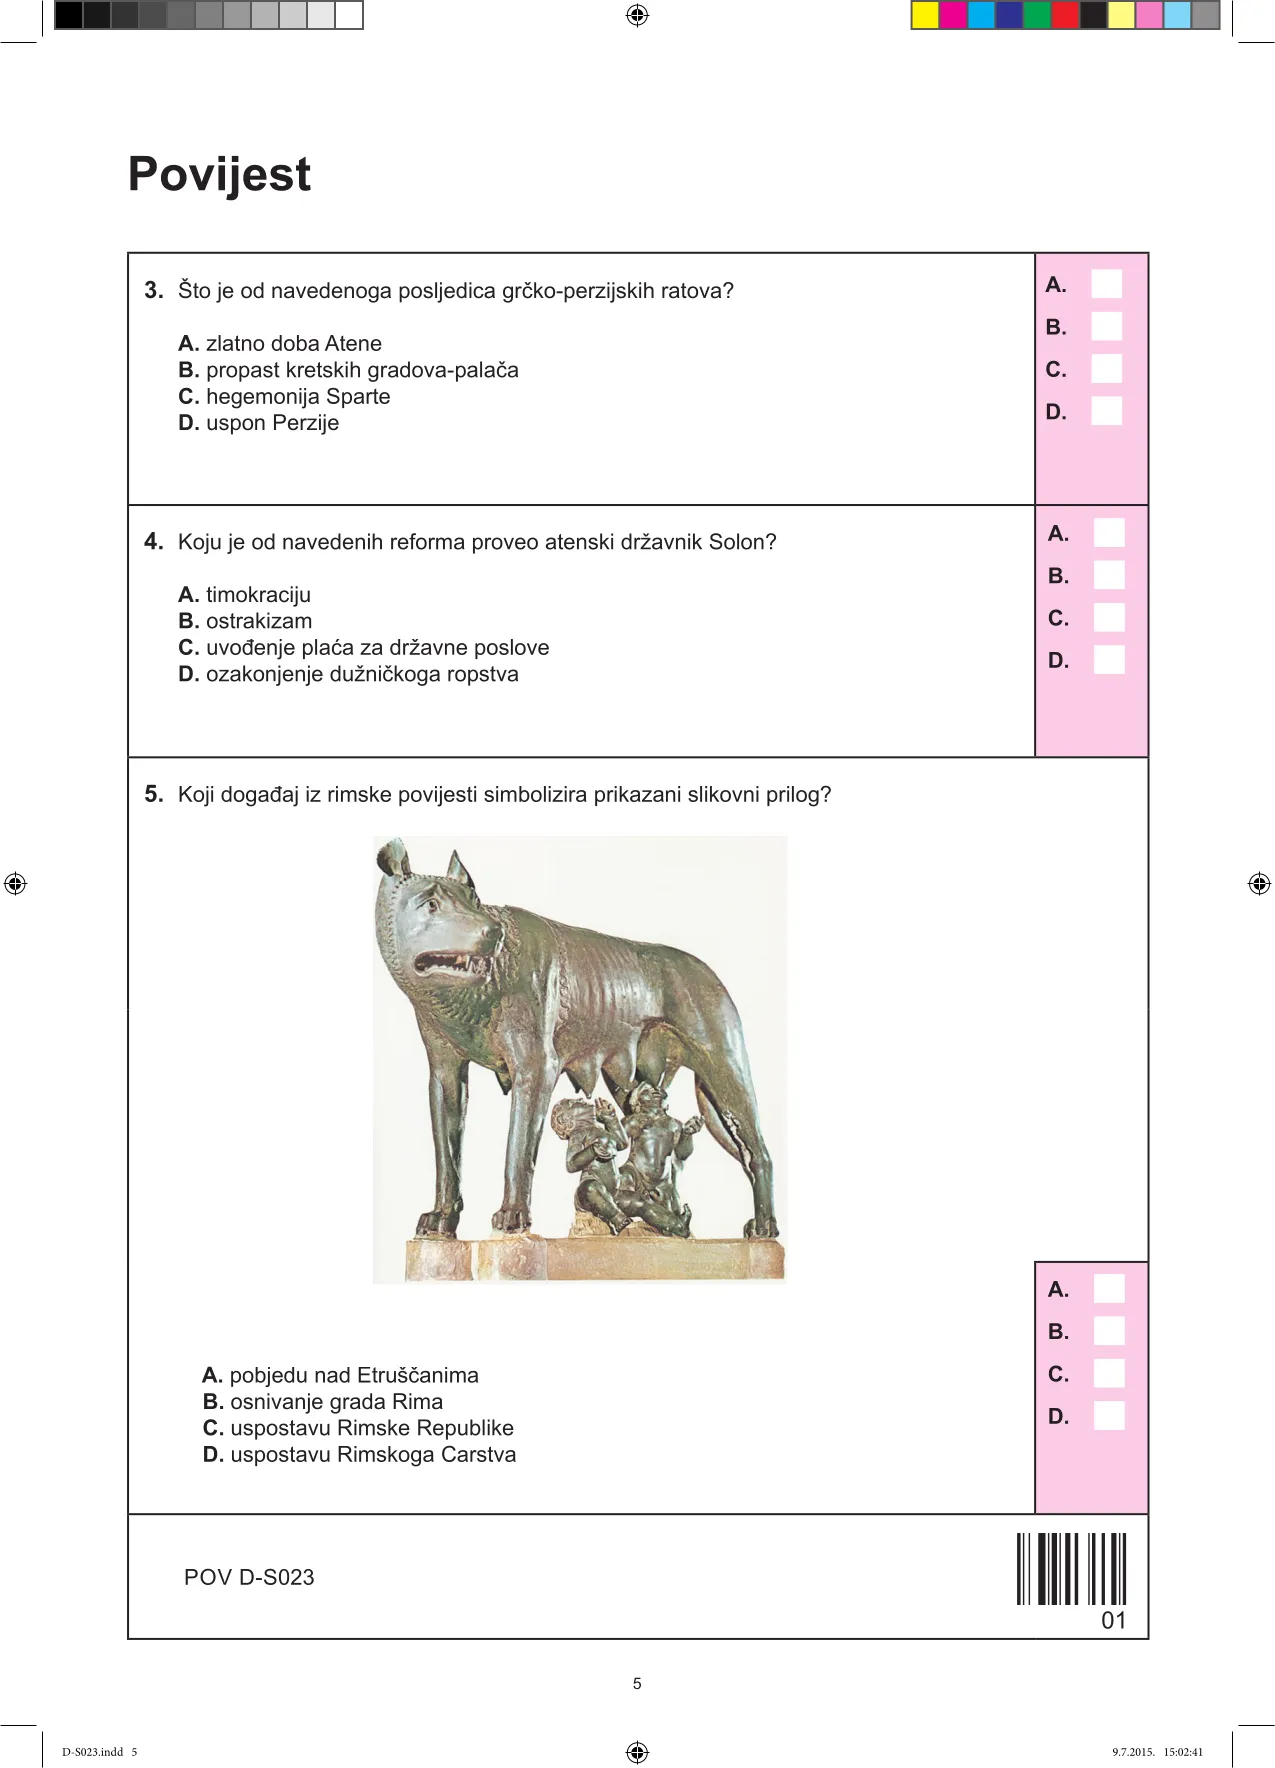 Povijest
3. Što je od navedenoga posljedica grčko-perzijskih ratova?
A. zlatno doba Atene
B. propast kretskih gradova-palača
C. hegemonija Sparte
D. uspon Perzije
A.
B.
C.
D.
4. Koju je od navedenih reforma proveo atenski državnik Solon?
A. timokraciju
B. ostrakizam
C. uvođenje plaća za državne poslove
D. ozakonjenje dužničkoga ropstva
A.
B.
C.
D.
5. Koji događaj iz rimske povijesti simbolizira prikazani slikovni prilog?
A. pobjedu nad Etruščanima
B. osnivanje grada Rima
C. uspostavu Rimske Republike
D. uspostavu Rimskoga Carstva
A.
B.
C.
D.
POV D-S023
01
5
D-S023.indd 5
9.7.2015. 15:02:41